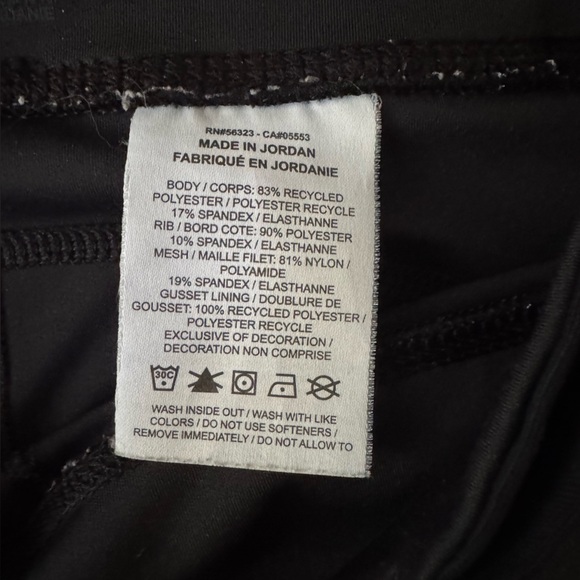 TANIE
RN#56323 - CA#05553
MADE IN JORDAN
FABRIQUÉ EN JORDANIE
BODY / CORPS: 83% RECYCLED
POLYESTER / POLYESTER RECYCLE
17% SPANDEX / ELASTHANNE
RIB / BORD COTE: 90% POLYESTER
10% SPANDEX / ELASTHANNE
MESH / MAILLE FILET: 81% NYLON /
POLYAMIDE
19% SPANDEX / ELASTHANNE
GUSSET LINING / DOUBLURE DE
GOUSSET: 100% RECYCLED POLYESTER /
POLYESTER RECYCLE
EXCLUSIVE OF DECORATION /
DECORATION NON COMPRISE
30C
WASH INSIDE OUT / WASH WITH LIKE
COLORS / DO NOT USE SOFTENERS /
REMOVE IMMEDIATELY / DO NOT ALLOW TO